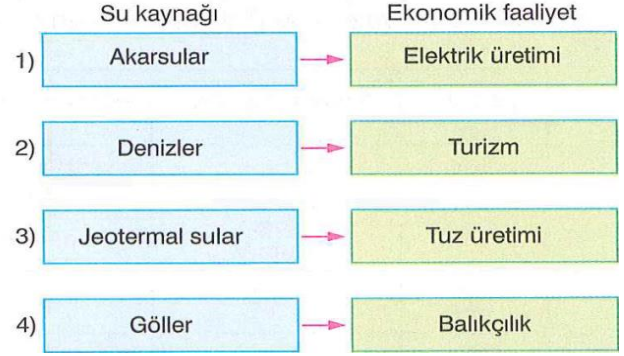 Su kaynağı Ekonomik faaliyet
1) Akarsular Elektrik üretimi
2) Denizler Turizm
3) Jeotermal sular Tuz üretimi
4) Göller Balıkçılık